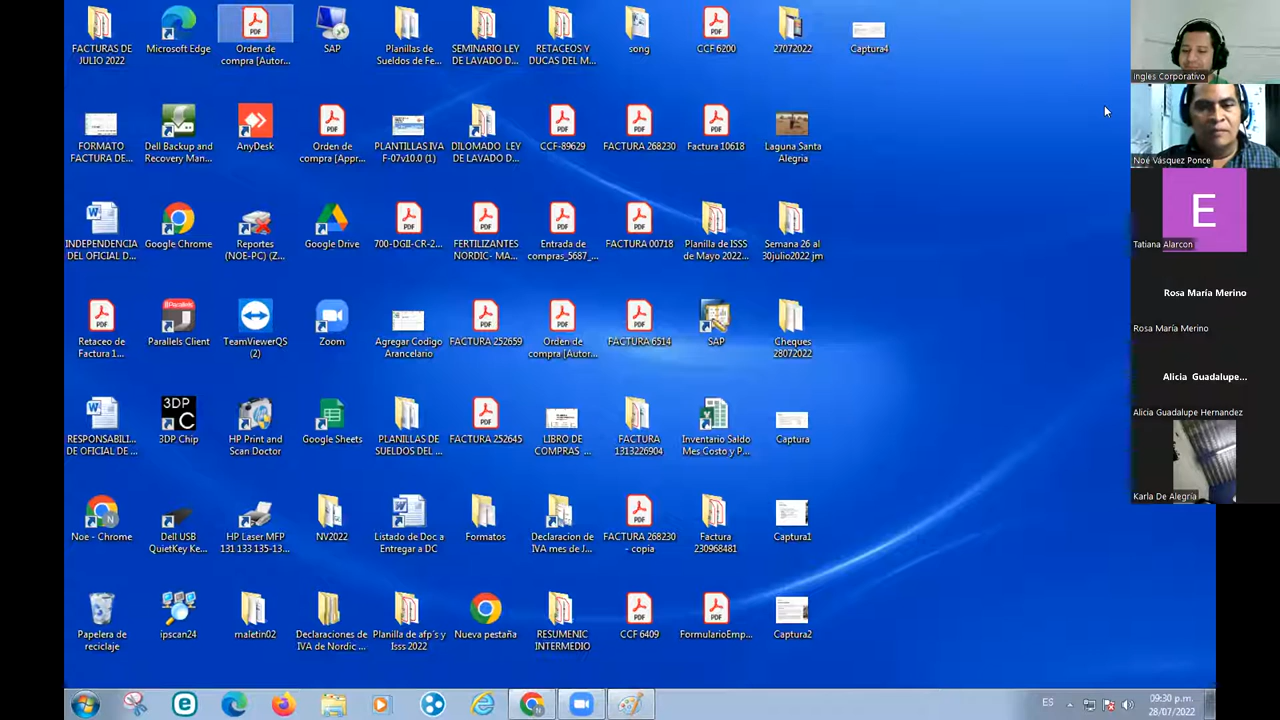 FACTURAS DE
JULIO 2022
Microsoft Edge
Orden de
compra [Autor...
SAP
Planillas de
Sueldos de Fe...
SEMINARIO LEY
DE LAVADO D...
RETACEOS Y
DUCAS DEL M...
song
CCF 6200
27072022
Captura4
FORMATO
FACTURA DE...
Dell Backup and
Recovery Man...
AnyDesk
Orden de
compra [Appr...
PLANTILLAS IVA
F-07v10.0 (1)
DILOMADO LEY
DE LAVADO D...
CCF-89629
FACTURA 268230
Factura 10618
Laguna Santa
Alegria
INDEPENDENCIA
DEL OFICIAL D...
Google Chrome
Reportes
(NOE-PC) (Z...
Google Drive
700-DGII-CR-2...
FERTILIZANTES
NORDIC- MA...
Entrada de
compras_5687_...
FACTURA 00718
Planilla de ISSS
de Mayo 2022...
Semana 26 al
30julio2022 jm
Retaceo de
Factura 1...
Parallels Client
TeamViewerQS
(2)
Zoom
Agregar Codigo
Arancelario
FACTURA 252659
Orden de
compra [Autor...
FACTURA 6514
SAP
Cheques
28072022
RESPONSABILI...
DE OFICIAL DE ...
3DP Chip
HP Print and
Scan Doctor
Google Sheets
PLANILLAS DE
SUELDOS DEL ...
FACTURA 252645
LIBRO DE
COMPRAS ...
FACTURA
1313226904
Inventario Saldo
Mes Costo y P...
Captura
Noe - Chrome
Dell USB
QuietKey Ke...
HP Laser MFP
131 133 135-13...
NV2022
Listado de Doc a
Entregar a DC
Formatos
Declaracion de
IVA mes de J...
FACTURA 268230
- copia
Factura
230968481
Captura1
Papelera de
reciclaje
ipscan24
maletin02
Declaraciones de
IVA de Nordic ...
Planilla de afp´s y
Isss 2022
Nueva pestaña
RESUMENIC
INTERMEDIO
CCF 6409
FormularioEmp...
Captura2
Ingles Corporativo
Noé Vásquez Ponce
E
Tatiana Alarcon
Rosa María Merino
Rosa María Merino
Alicia Guadalupe...
Alicia Guadalupe Hernandez
Karla De Alegría
ES
09:30 p.m.
28/07/2022